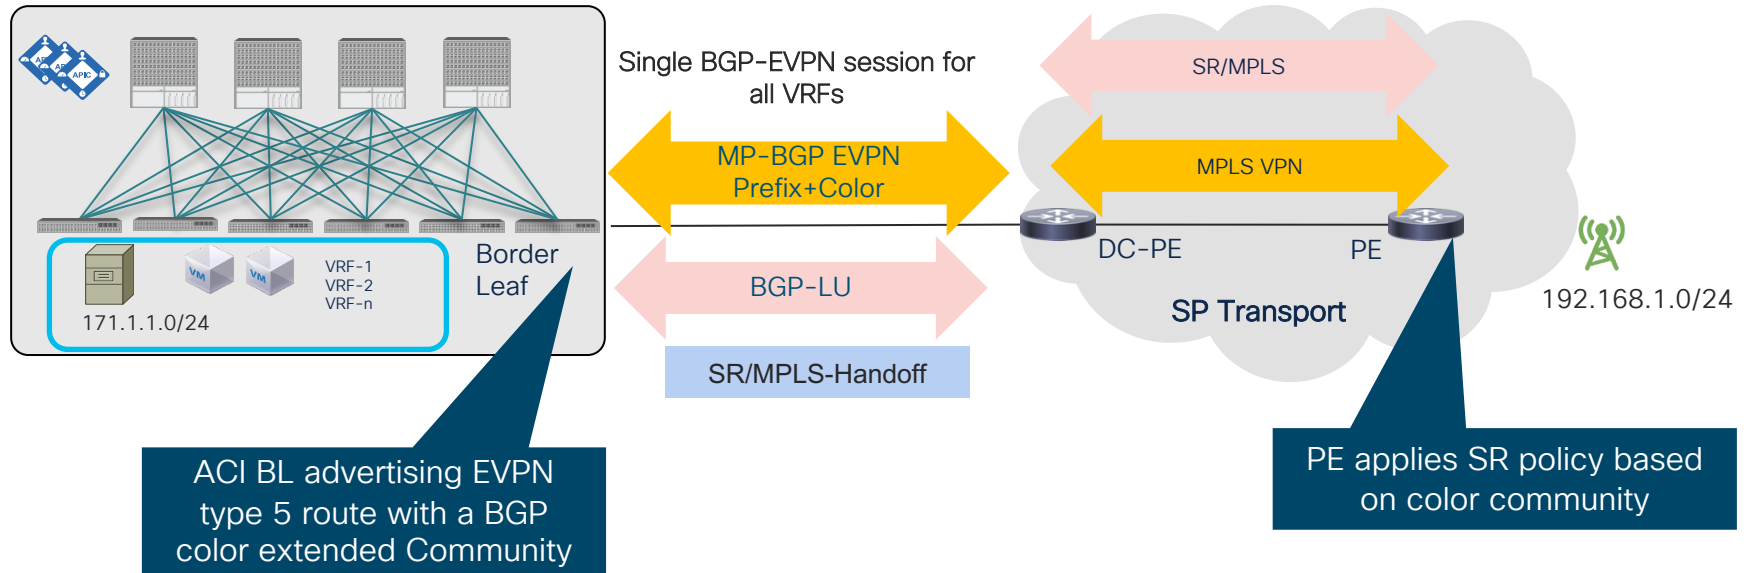 APIC
Single BGP-EVPN session for
all VRFs
SR/MPLS
MP-BGP EVPN
Prefix+Color
MPLS VPN
VM
VM
VRF-1
VRF-2
VRF-n
171.1.1.0/24
Border
Leaf
BGP-LU
DC-PE
PE
SP Transport
192.168.1.0/24
SR/MPLS-Handoff
ACI BL advertising EVPN
type 5 route with a BGP
color extended Community
PE applies SR policy based
on color community